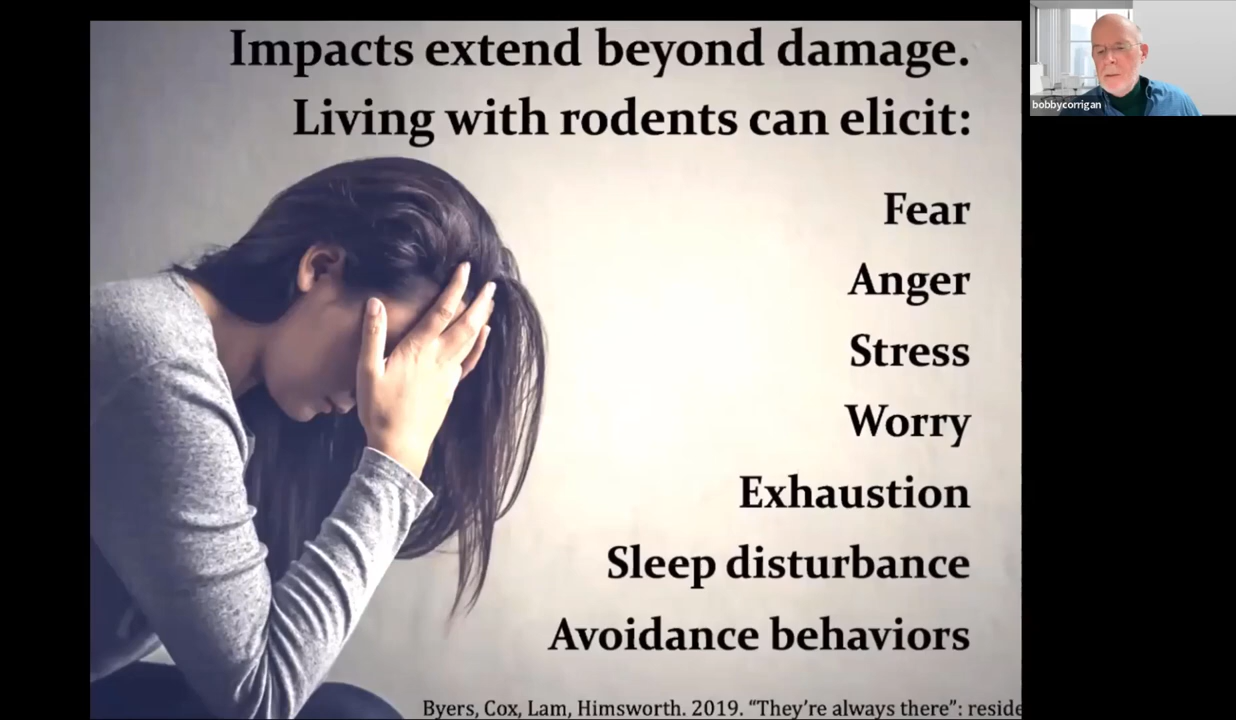 Impacts extend beyond damage.
Living with rodents can elicit:
Fear
Anger
Stress
Worry
Exhaustion
Sleep disturbance
Avoidance behaviors
Byers, Cox, Lam, Himsworth. 2019. “They’re always there”: reside
bobbycorrigan